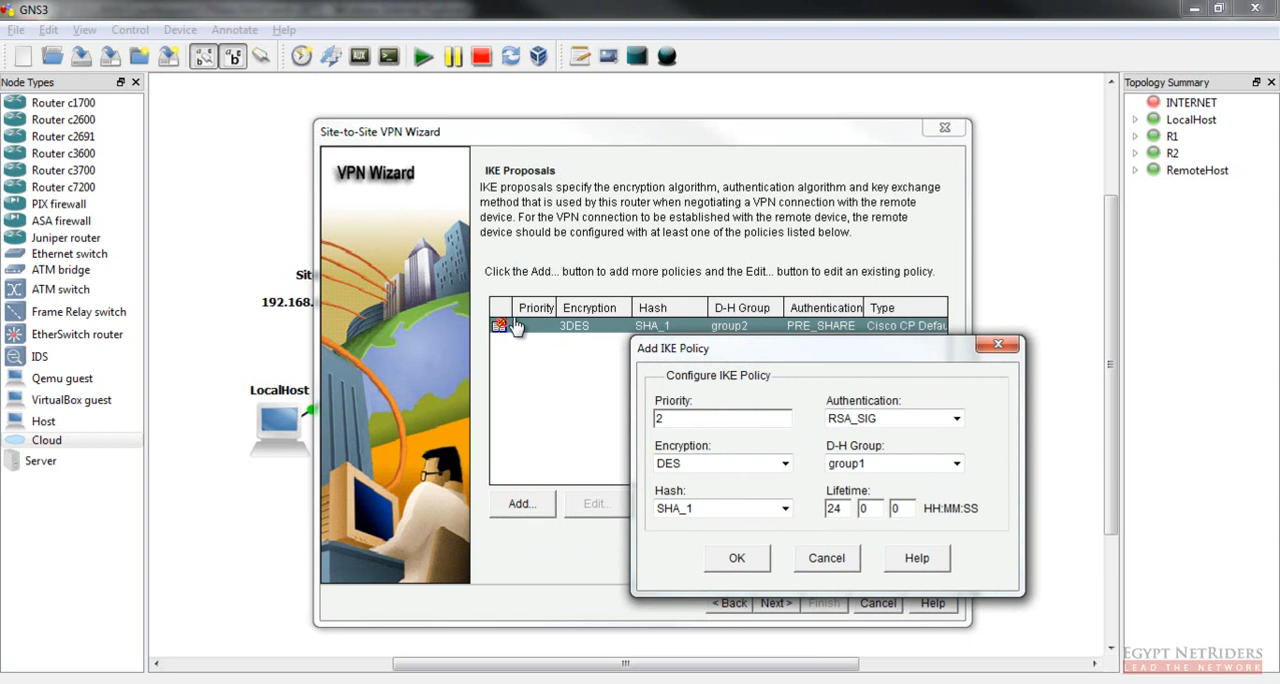 GNS3
File Edit View Control Device Annotate Help
Node Types
Router c1700
Router c2600
Router c2691
Router c3600
Router c3700
Router c7200
PIX firewall
ASA firewall
Juniper router
Ethernet switch
ATM bridge
ATM switch
Frame Relay switch
EtherSwitch router
IDS
Qemu guest
VirtualBox guest
Host
Cloud
Server
Sit
192.168.
LocalHost
Site-to-Site VPN Wizard
VPN Wizard
IKE Proposals
IKE proposals specify the encryption algorithm, authentication algorithm and key exchange
method that is used by this router when negotiating a VPN connection with the remote
device. For the VPN connection to be established with the remote device, the remote
device should be configured with at least one of the policies listed below.
Click the Add... button to add more policies and the Edit... button to edit an existing policy.
Priority Encryption Hash D-H Group Authentication Type
3DES SHA_1 group2 PRE_SHARE Cisco CP Defau
Add... Edit...
< Back Next > Finish Cancel Help
Add IKE Policy
Configure IKE Policy
Priority: Authentication:
2 RSA_SIG
Encryption: D-H Group:
DES group1
Hash: Lifetime:
SHA_1 24 0 0 HH:MM:SS
OK Cancel Help
Topology Summary
INTERNET
LocalHost
R1
R2
RemoteHost
EGYPT NETRIDERS
LEAD THE NETWORK